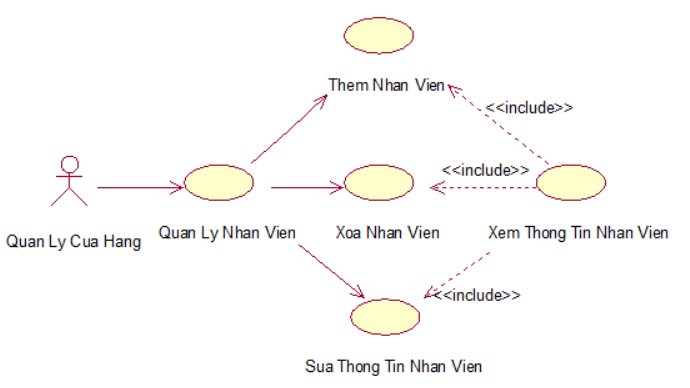 Them Nhan Vien
<<include>>
<<include>>
Quan Ly Cua Hang
Quan Ly Nhan Vien
Xoa Nhan Vien
Xem Thong Tin Nhan Vien
<<include>>
Sua Thong Tin Nhan Vien